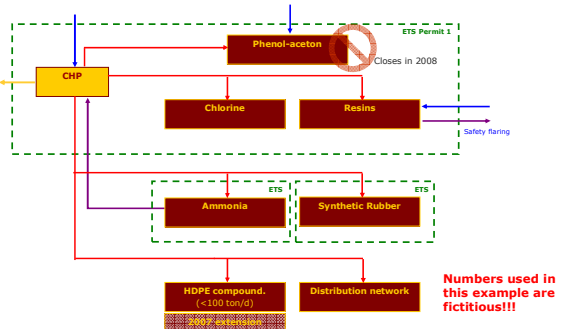 ETS Permit 1
Phenol-aceton
Closes in 2008
CHP
Chlorine
Resins
Safety flaring
ETS
ETS
Ammonia
Synthetic Rubber
HDPE compound.
(<100 ton/d)
Distribution network
2007 extension
Numbers used in
this example are
fictitious!!!